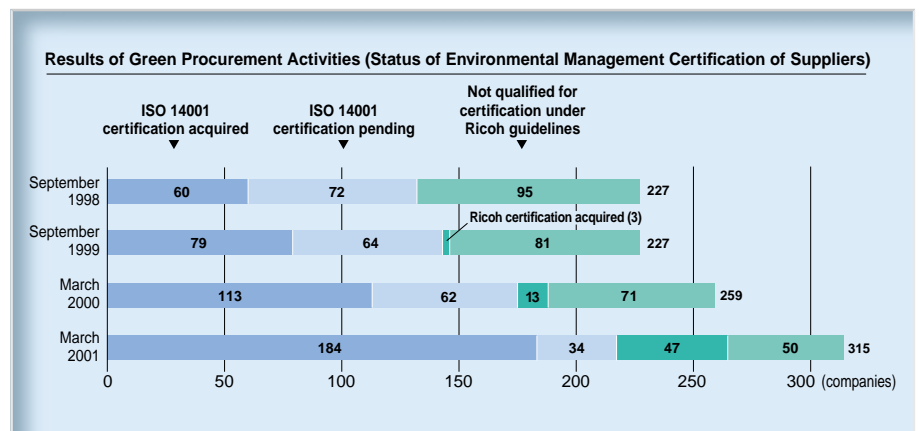 Results of Green Procurement Activities (Status of Environmental Management Certification of Suppliers)
ISO 14001
certification acquired
ISO 14001
certification pending
Not qualified for
certification under
Ricoh guidelines
▼ ▼ ▼
September
1998
60 72 95 227
Ricoh certification acquired (3)
September
1999
79 64 81 227
March
2000
113 62 13 71 259
March
2001
184 34 47 50 315
0 50 100 150 200 250 300 (companies)